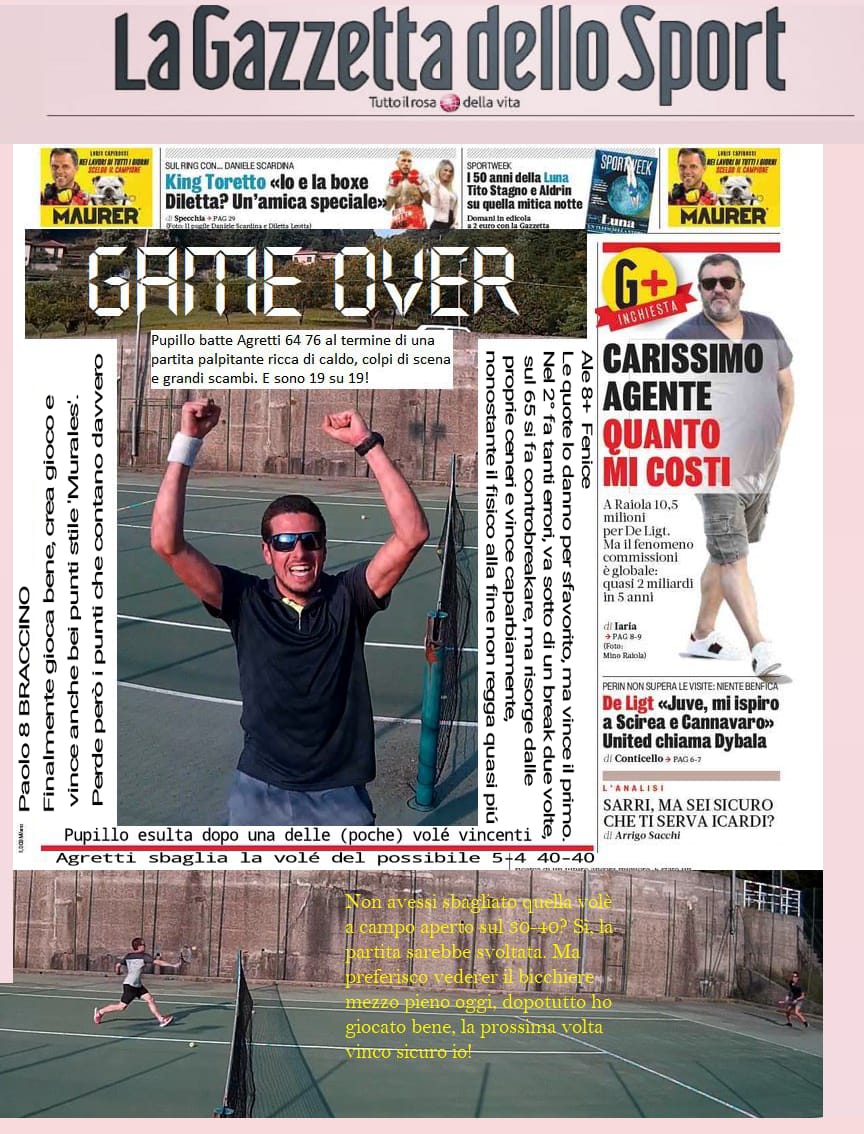 La Gazzetta dello Sport
Tutto il rosa della vita
LORIS CAPIROSSI
NEI LAVORI DI TUTTI I GIORNI
SCELGO IL CAMPIONE
MAURER
SUL RING CON... DANIELE SCARDINA
King Toretto «Io e la boxe
Diletta? Un'amica speciale»
di Specchia ➔ PAG 29
(Foto: Il pugile Daniele Scardina e Diletta Leotta)
SPORTWEEK
I 50 anni della Luna
Tito Stagno e Aldrin
su quella mitica notte
Domani in edicola
a 2 euro con la Gazzetta
SPORTWEEK
Luna
LORIS CAPIROSSI
NEI LAVORI DI TUTTI I GIORNI
SCELGO IL CAMPIONE
MAURER
GAME OVER
Pupillo batte Agretti 64 76 al termine di una
partita palpitante ricca di caldo, colpi di scena
e grandi scambi. E sono 19 su 19!
Paolo 8 BRACCINO
Finalmente gioca bene, crea gioco e
vince anche bei punti stile 'Murales'.
Perde però i punti che contano davvero
Ale 8+ Fenice
Le quote lo danno per sfavorito, ma vince il primo.
Nel 2° fa tanti errori, va sotto di un break due volte,
sul 65 si fa controbreakare, ma risorge dalle
proprie ceneri e vince caparbiamente,
nonostante il fisico alla fine non regga quasi più
G+
INCHIESTA
CARISSIMO
AGENTE
QUANTO
MI COSTI
A Raiola 10,5
milioni
per De Ligt.
Ma il fenomeno
commissioni
è globale:
quasi 2 miliardi
in 5 anni
di Iaria
➔ PAG 8-9
(Foto:
Mino Raiola)
PERIN NON SUPERA LE VISITE: NIENTE BENFICA
De Ligt «Juve, mi ispiro
a Scirea e Cannavaro»
United chiama Dybala
di Conticello ➔ PAG 6-7
L'ANALISI
SARRI, MA SEI SICURO
CHE TI SERVA ICARDI?
di Arrigo Sacchi
Pupillo esulta dopo una delle (poche) volé vincenti
Agretti sbaglia la volé del possibile 5-4 40-40
Non avessi sbagliato quella volè
a campo aperto sul 30-40? Si, la
partita sarebbe svoltata. Ma
preferisco vederer il bicchiere
mezzo pieno oggi, dopotutto ho
giocato bene, la prossima volta
vinco sicuro io!